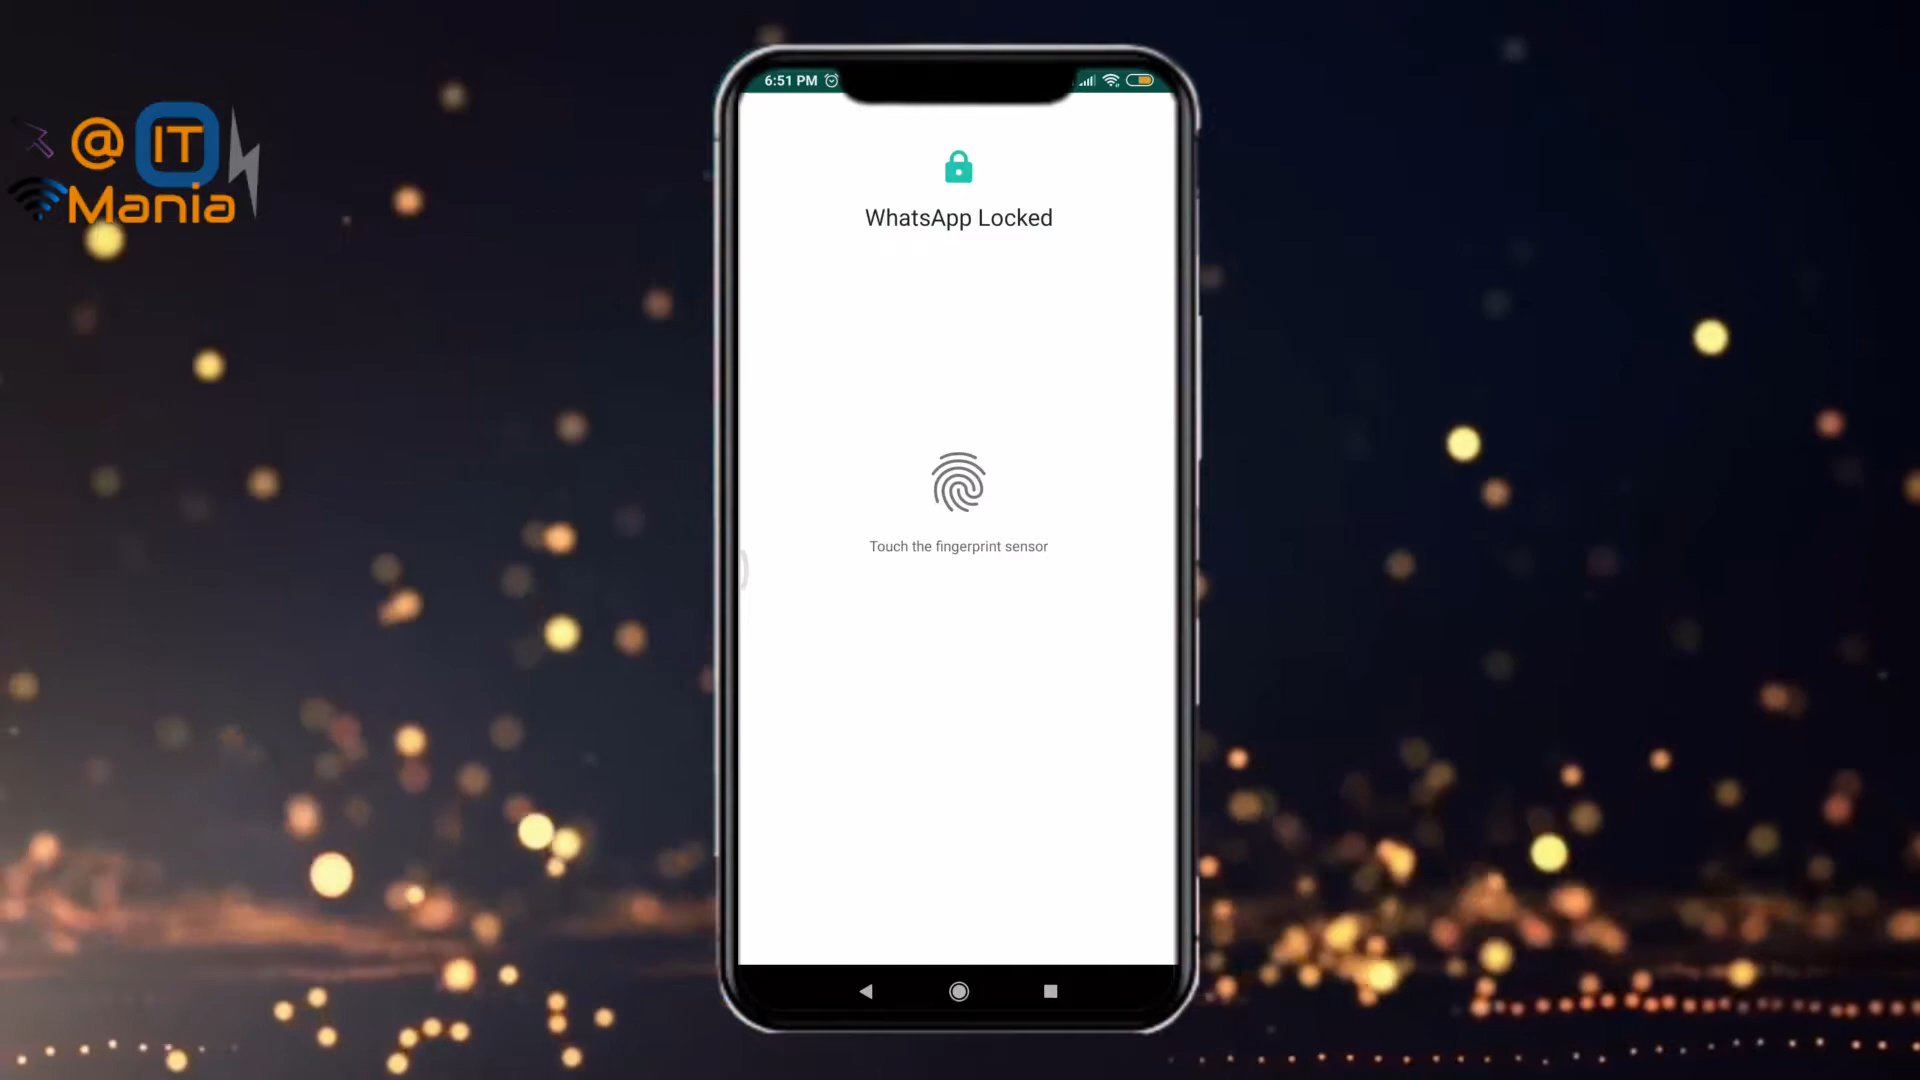 @ IT
Mania
6:51 PM
WhatsApp Locked
Touch the fingerprint sensor